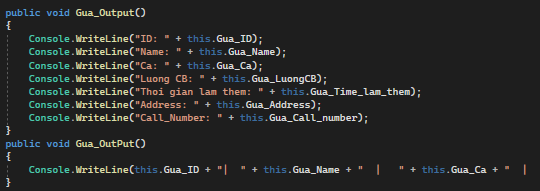 public void Gua_Output()
{
    Console.WriteLine("ID: " + this.Gua_ID);
    Console.WriteLine("Name: " + this.Gua_Name);
    Console.WriteLine("Ca: " + this.Gua_Ca);
    Console.WriteLine("Luong CB: " + this.Gua_LuongCB);
    Console.WriteLine("Thoi gian lam them: " + this.Gua_Time_lam_them);
    Console.WriteLine("Address: " + this.Gua_Address);
    Console.WriteLine("Call_Number: " + this.Gua_Call_number);
}
public void Gua_OutPut()
{
    Console.WriteLine(this.Gua_ID + "|  " + this.Gua_Name + "  |   " + this.Gua_Ca + "  |
}